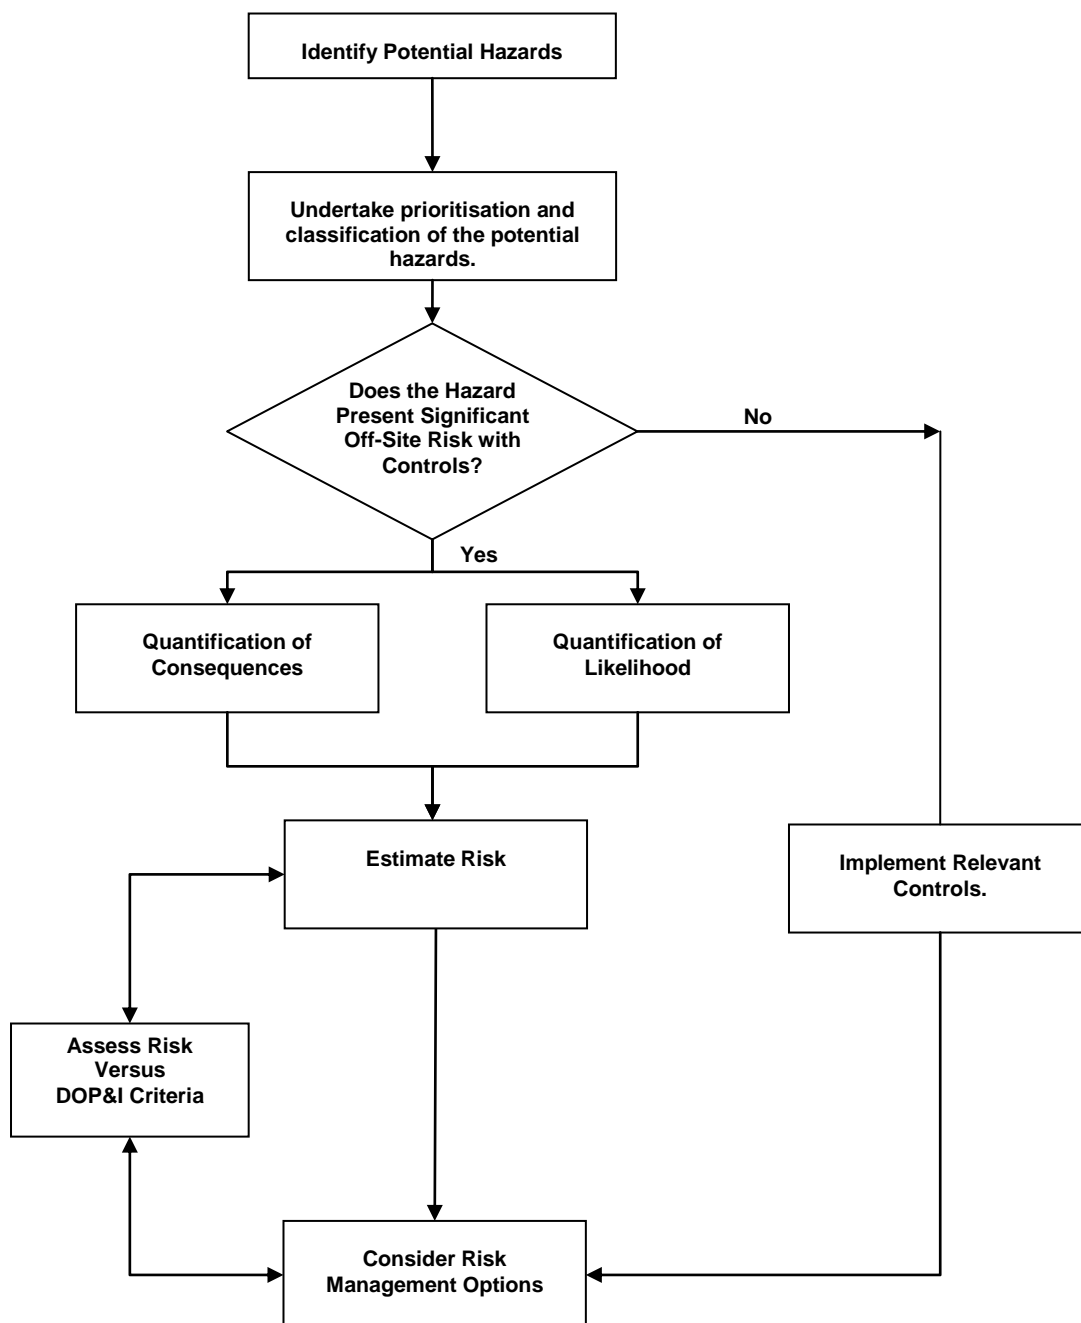 Identify Potential Hazards
Undertake prioritisation and
classification of the potential
hazards.
Does the Hazard
Present Significant
Off-Site Risk with
Controls?
No
Yes
Quantification of
Consequences
Quantification of
Likelihood
Estimate Risk
Implement Relevant
Controls.
Assess Risk
Versus
DOP&I Criteria
Consider Risk
Management Options